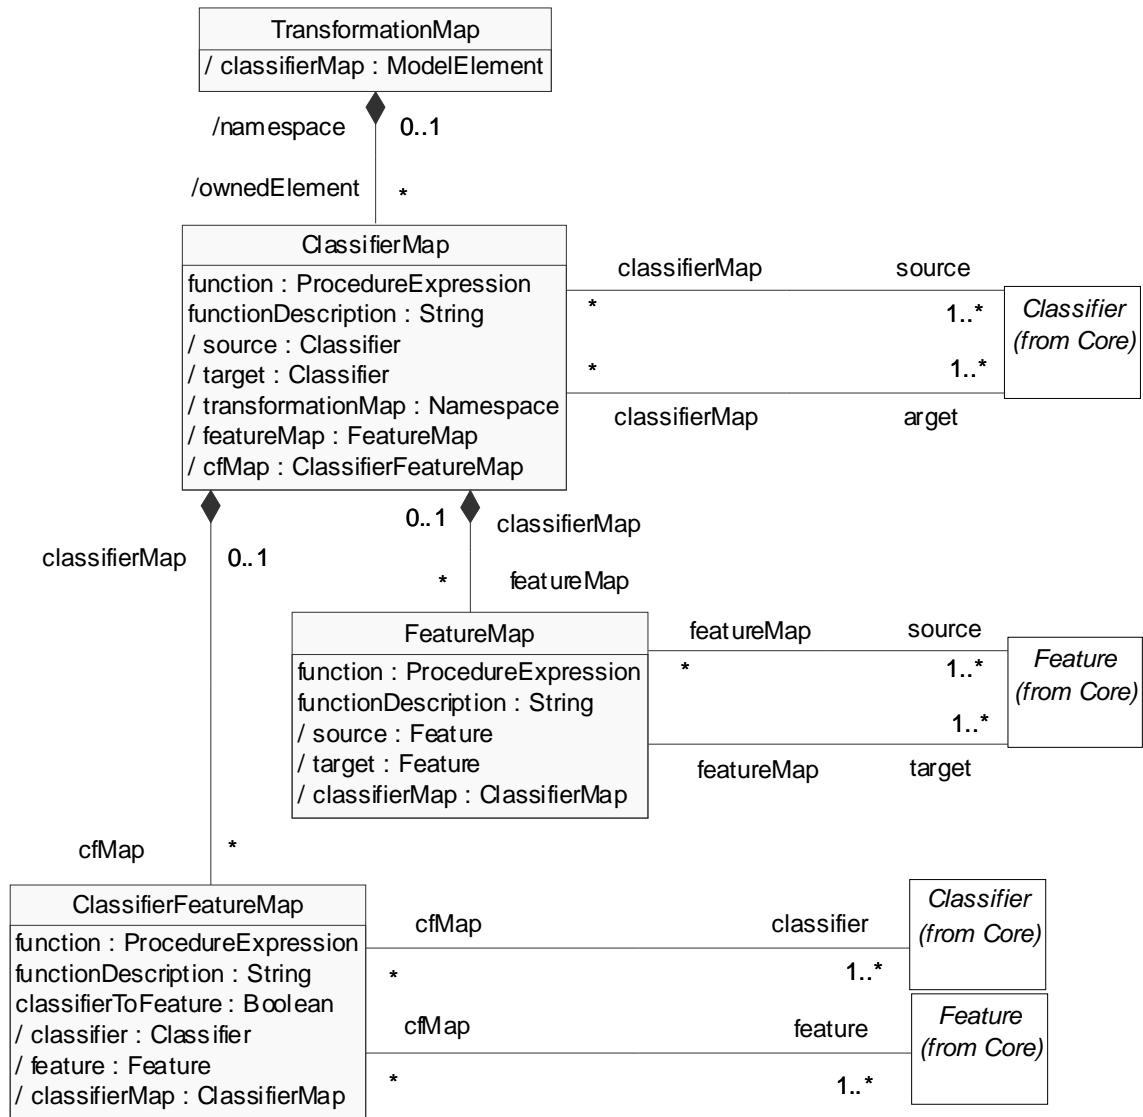 TransformationMap
/ classifierMap : ModelElement
/namespace
0..1
/ownedElement
*
ClassifierMap
function : ProcedureExpression
functionDescription : String
/ source : Classifier
/ target : Classifier
/ transformationMap : Namespace
/ featureMap : FeatureMap
/ cfMap : ClassifierFeatureMap
classifierMap
source
*
1..*
Classifier
(from Core)
*
1..*
classifierMap
arget
0..1
classifierMap
classifierMap
0..1
*
featureMap
FeatureMap
function : ProcedureExpression
functionDescription : String
/ source : Feature
/ target : Feature
/ classifierMap : ClassifierMap
featureMap
source
*
1..*
Feature
(from Core)
1..*
featureMap
target
cfMap
*
ClassifierFeatureMap
function : ProcedureExpression
functionDescription : String
classifierToFeature : Boolean
/ classifier : Classifier
/ feature : Feature
/ classifierMap : ClassifierMap
cfMap
classifier
*
1..*
Classifier
(from Core)
cfMap
feature
*
1..*
Feature
(from Core)